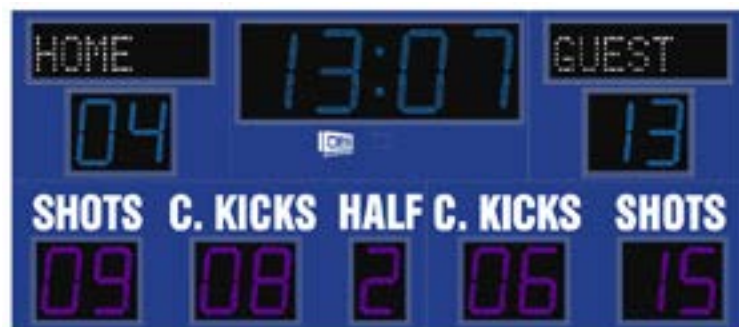 HOME 13:07 GUEST
04 13
SHOTS C. KICKS HALF C. KICKS SHOTS
09 08 2 06 15